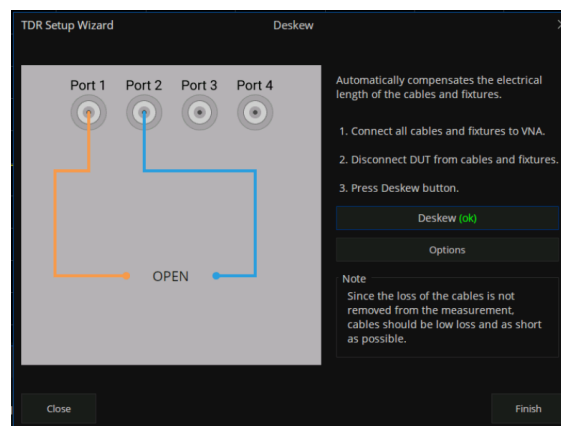 TDR Setup Wizard
Deskew
Port 1 Port 2 Port 3 Port 4
OPEN
Automatically compensates the electrical
length of the cables and fixtures.
1. Connect all cables and fixtures to VNA.
2. Disconnect DUT from cables and fixtures.
3. Press Deskew button.
Deskew (ok)
Options
Note
Since the loss of the cables is not
removed from the measurement,
cables should be low loss and as short
as possible.
Close
Finish